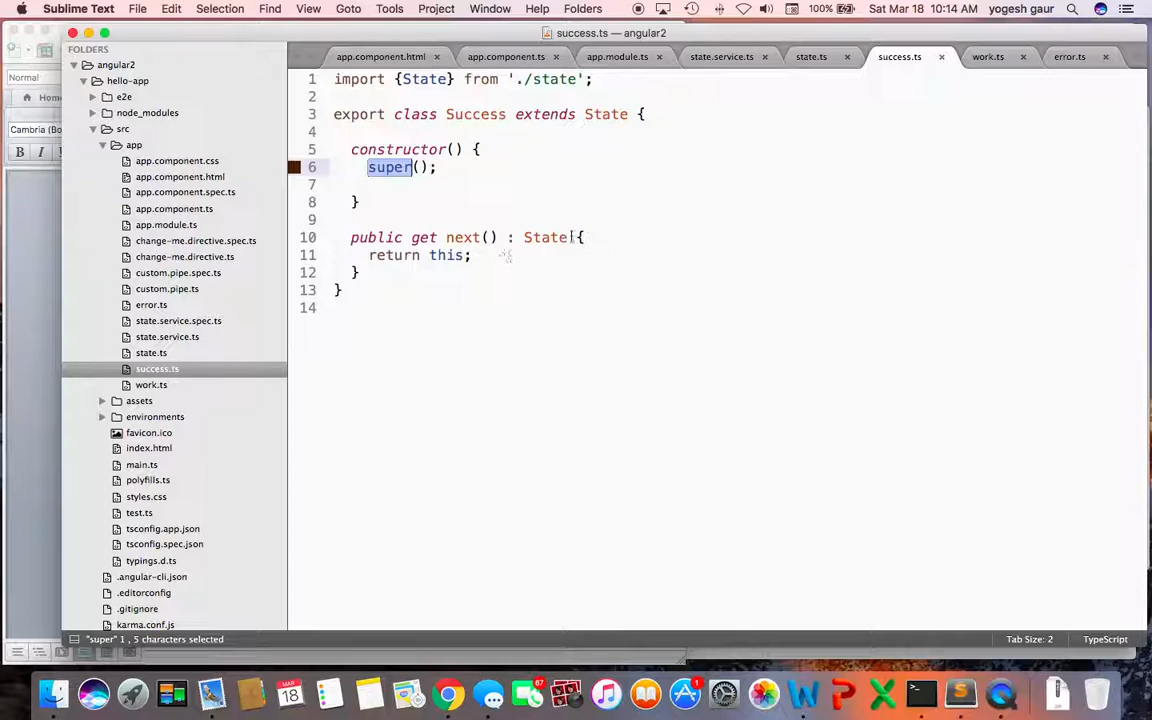 Sublime Text File Edit Selection Find View Goto Tools Project Window Help Folders 100% Sat Mar 18 10:14 AM yogesh gaur
success.ts — angular2
FOLDERS
angular2
hello-app
e2e
node_modules
src
app
app.component.css
app.component.html
app.component.spec.ts
app.component.ts
app.module.ts
change-me.directive.spec.ts
change-me.directive.ts
custom.pipe.spec.ts
custom.pipe.ts
error.ts
state.service.spec.ts
state.service.ts
state.ts
success.ts
work.ts
assets
environments
favicon.ico
index.html
main.ts
polyfills.ts
styles.css
test.ts
tsconfig.app.json
tsconfig.spec.json
typings.d.ts
.angular-cli.json
.editorconfig
.gitignore
karma.conf.js
app.component.html app.component.ts app.module.ts state.service.ts state.ts success.ts work.ts error.ts
1 import {State} from './state';
2
3 export class Success extends State {
4
5 constructor() {
6 super();
7
8 }
9
10 public get next() : State {
11 return this;
12 }
13 }
14
"super" 1 , 5 characters selected
Tab Size: 2 TypeScript
Normal
Home
Cambria (Bo
B I
MAR
18
67